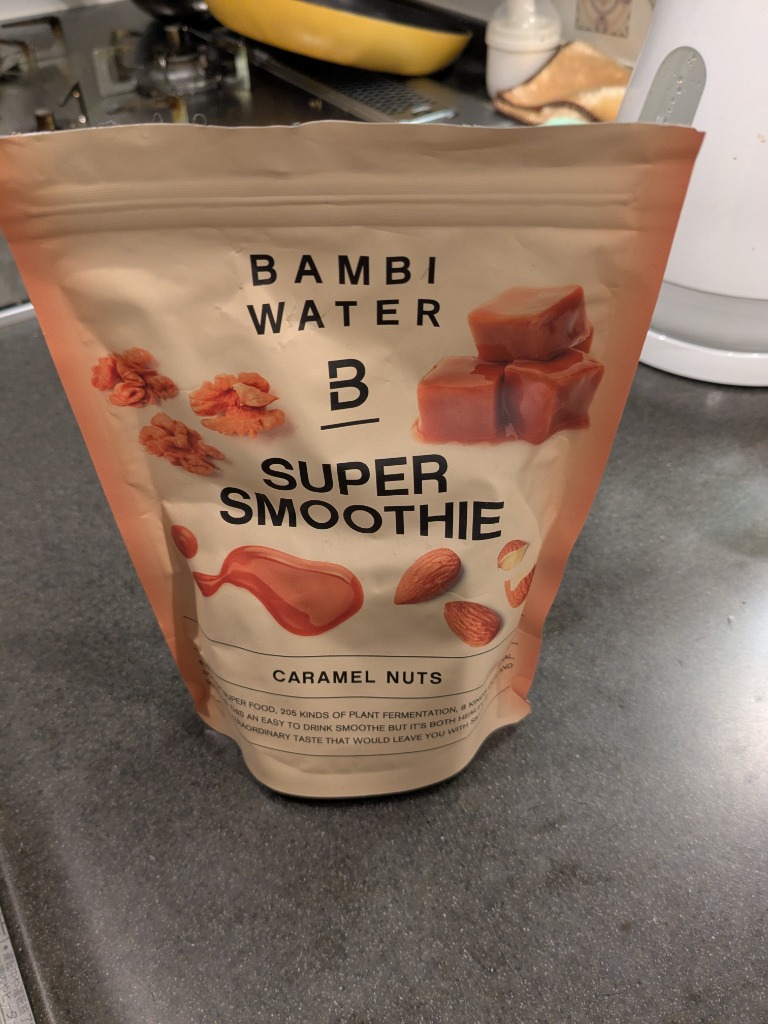 BAMBI
WATER
B
SUPER
SMOOTHIE
CARAMEL NUTS
SUPER FOOD, 205 KINDS OF PLANT FERMENTATION, 8
AN EASY TO DRINK SMOOTHE BUT IT'S BOTH
TASTE THAT WOULD LEAVE YOU WITH